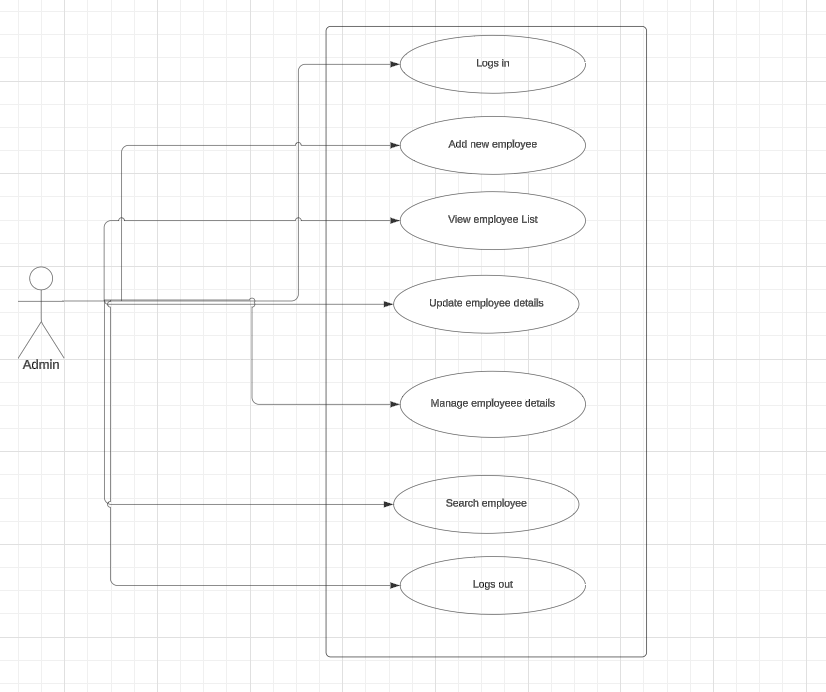 Logs in
Add new employee
View employee List
Update employee details
Admin
Manage employeee details
Search employee
Logs out